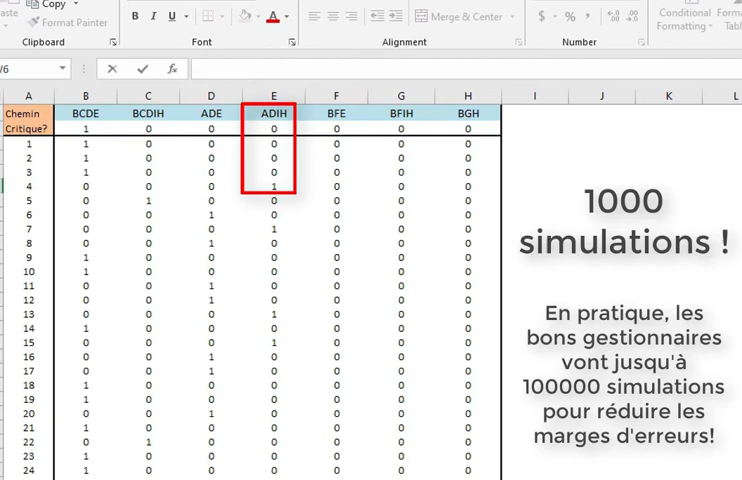 Copy
Format Painter
B I U A
Merge & Center
$ % ,
Conditional
Formatting
Clipboard Font Alignment Number
fx
A B C D E F G H I J K L
Chemin BCDE BCDIH ADE ADIH BFE BFIH BGH
Critique? 1 0 0 0 0 0 0
1 1 0 0 0 0 0 0
2 1 0 0 0 0 0 0
3 1 0 0 0 0 0 0
4 0 0 0 1 0 0 0
5 0 1 0 0 0 0 0
6 0 0 1 0 0 0 0
7 0 0 0 1 0 0 0
8 0 0 1 0 0 0 0
9 1 0 0 0 0 0 0
10 1 0 0 0 0 0 0
11 0 0 1 0 0 0 0
12 0 0 1 0 0 0 0
13 0 0 0 1 0 0 0
14 1 0 0 0 0 0 0
15 0 0 0 1 0 0 0
16 0 0 1 0 0 0 0
17 0 0 1 0 0 0 0
18 1 0 0 0 0 0 0
19 1 0 0 0 0 0 0
20 0 0 1 0 0 0 0
21 1 0 0 0 0 0 0
22 0 1 0 0 0 0 0
23 1 0 0 0 0 0 0
24 1 0 0 0 0 0 0
1000
simulations !
En pratique, les
bons gestionnaires
vont jusqu'à
100000 simulations
pour réduire les
marges d'erreurs!